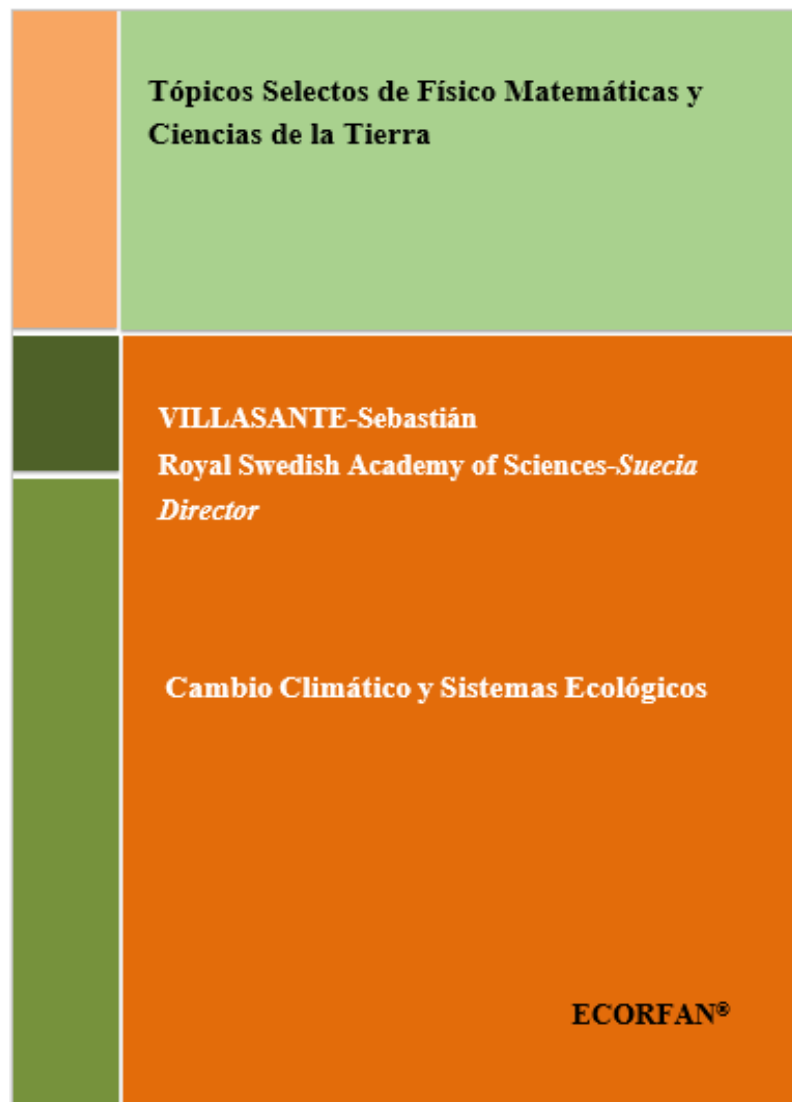 Tópicos Selectos de Físico Matemáticas y
Ciencias de la Tierra
VILLASANTE-Sebastián
Royal Swedish Academy of Sciences-Suecia
Director
Cambio Climático y Sistemas Ecológicos
ECORFAN®